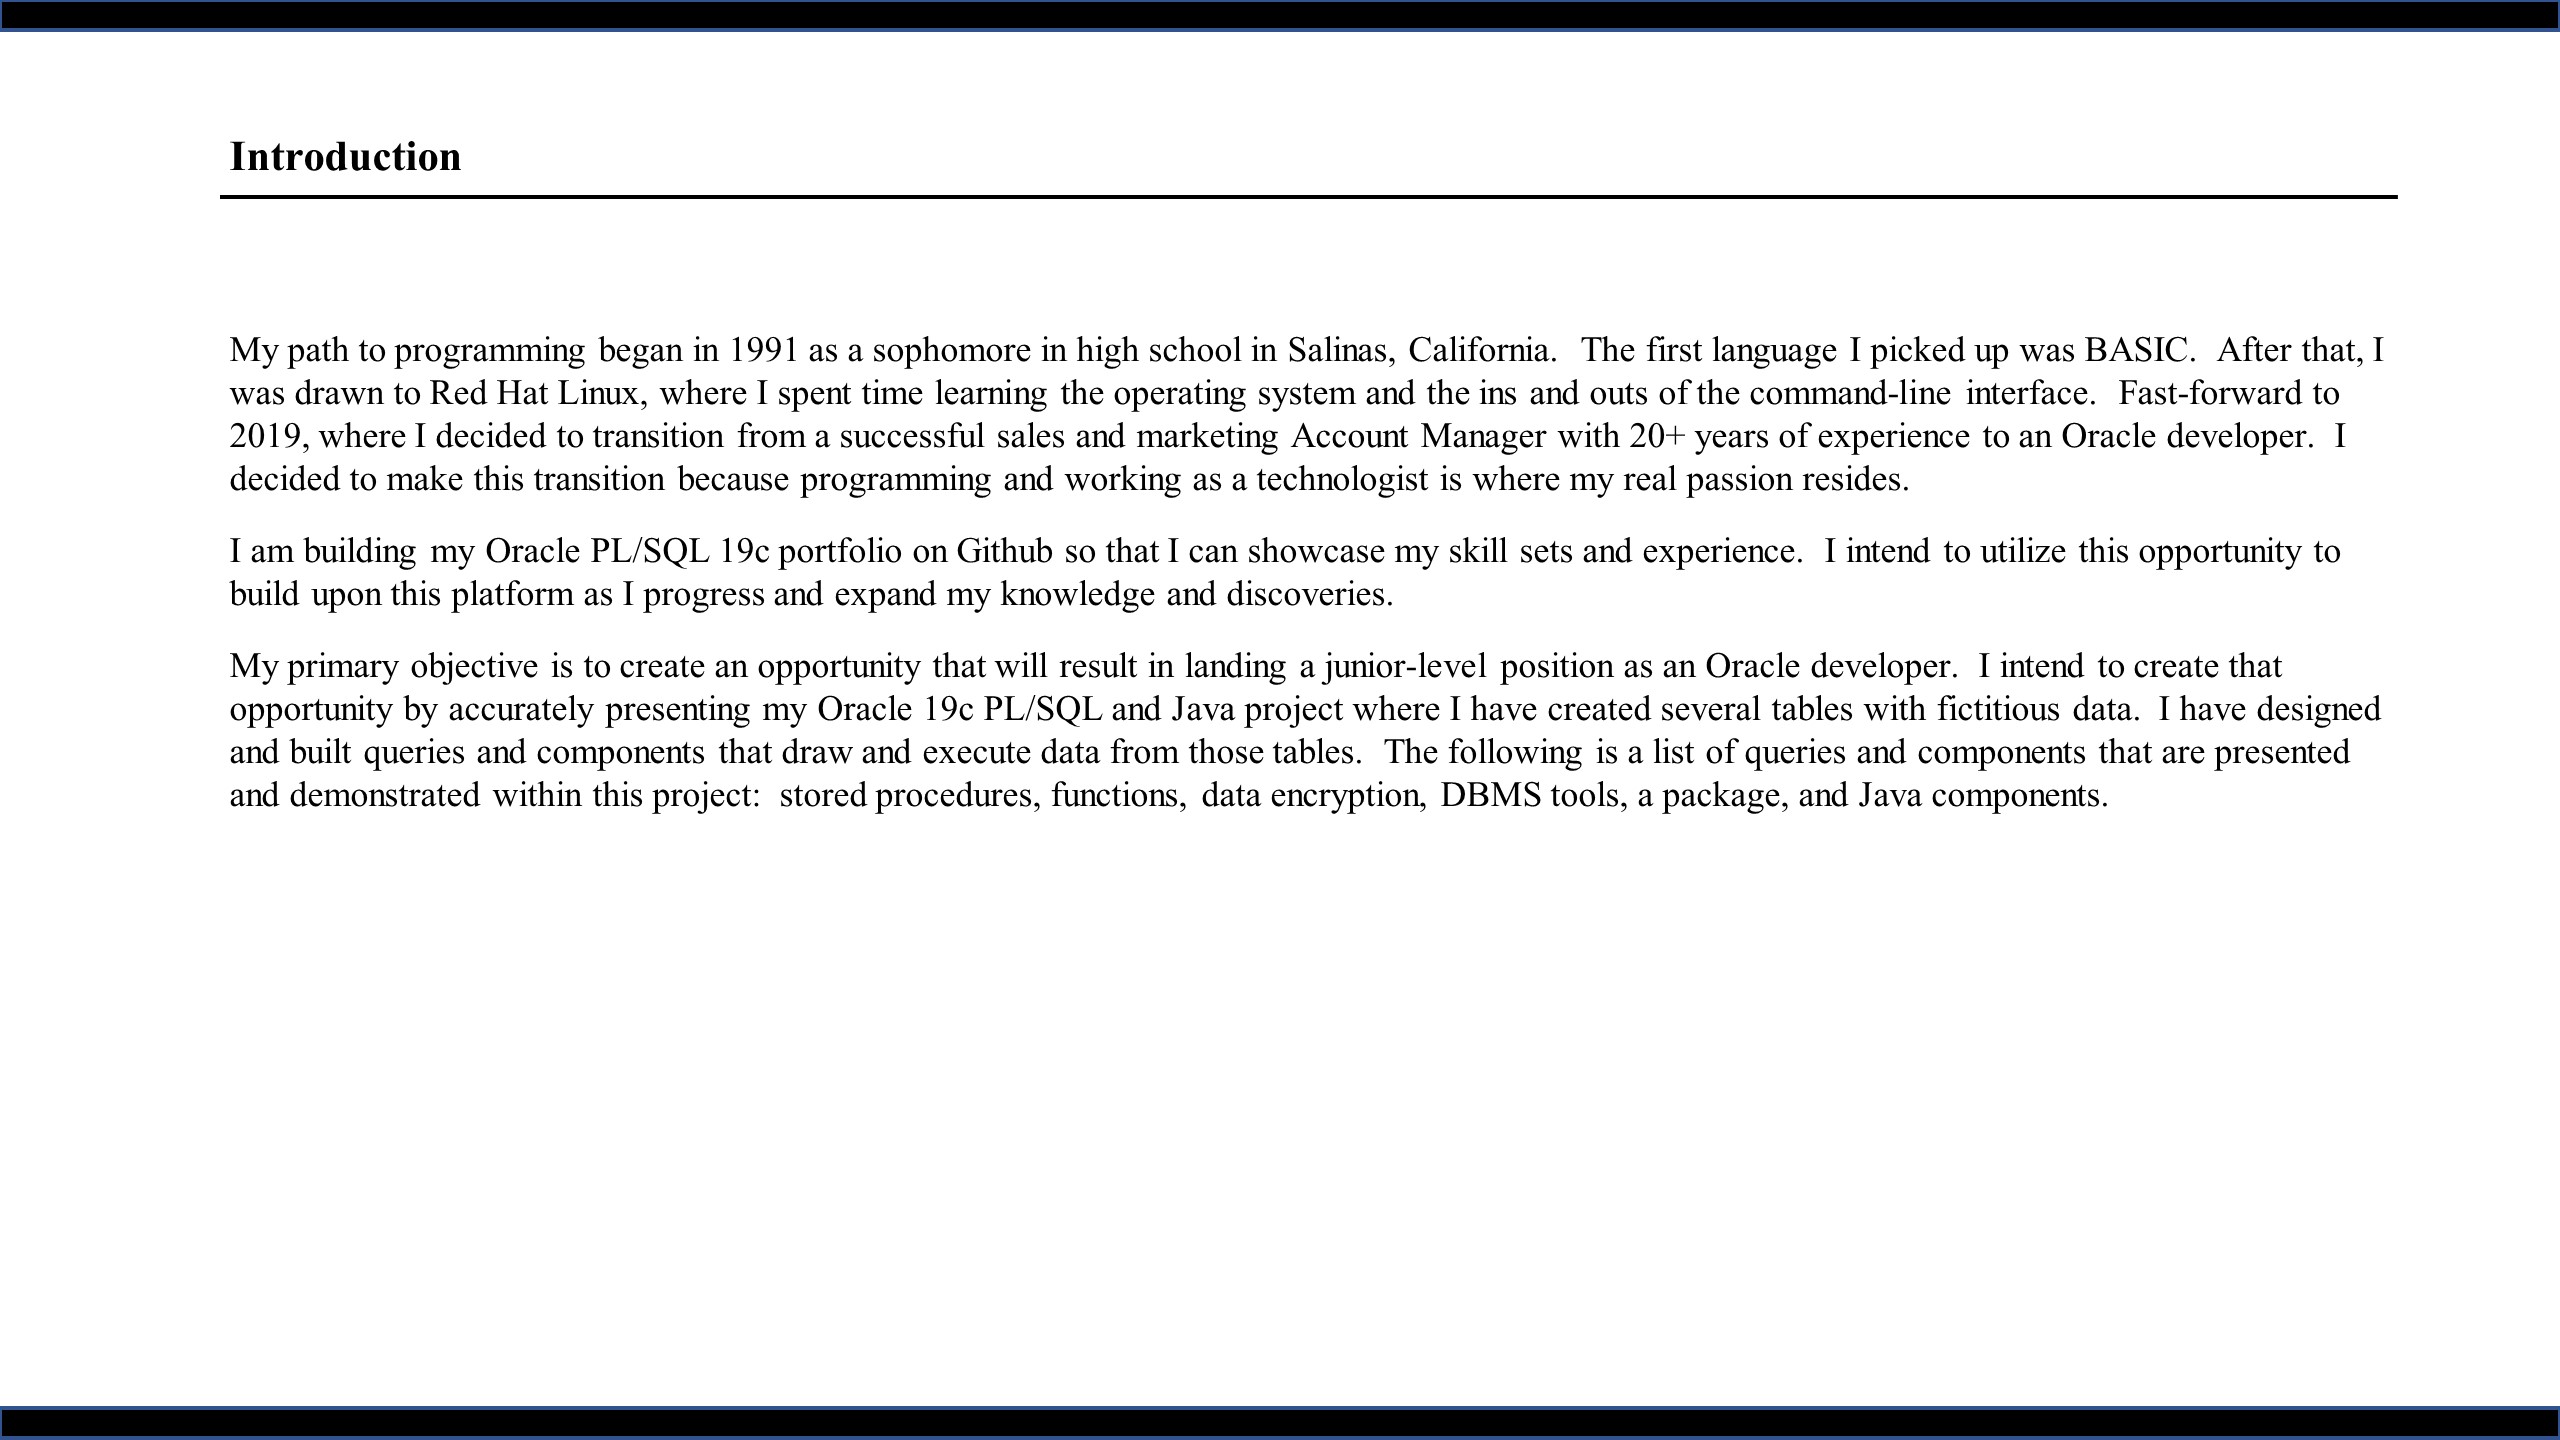 Introduction
My path to programming began in 1991 as a sophomore in high school in Salinas, California.  The first language I picked up was BASIC.  After that, I
was drawn to Red Hat Linux, where I spent time learning the operating system and the ins and outs of the command-line interface.  Fast-forward to
2019, where I decided to transition from a successful sales and marketing Account Manager with 20+ years of experience to an Oracle developer.  I
decided to make this transition because programming and working as a technologist is where my real passion resides.
I am building my Oracle PL/SQL 19c portfolio on Github so that I can showcase my skill sets and experience.  I intend to utilize this opportunity to
build upon this platform as I progress and expand my knowledge and discoveries.
My primary objective is to create an opportunity that will result in landing a junior-level position as an Oracle developer.  I intend to create that
opportunity by accurately presenting my Oracle 19c PL/SQL and Java project where I have created several tables with fictitious data.  I have designed
and built queries and components that draw and execute data from those tables.  The following is a list of queries and components that are presented
and demonstrated within this project:  stored procedures, functions, data encryption, DBMS tools, a package, and Java components.